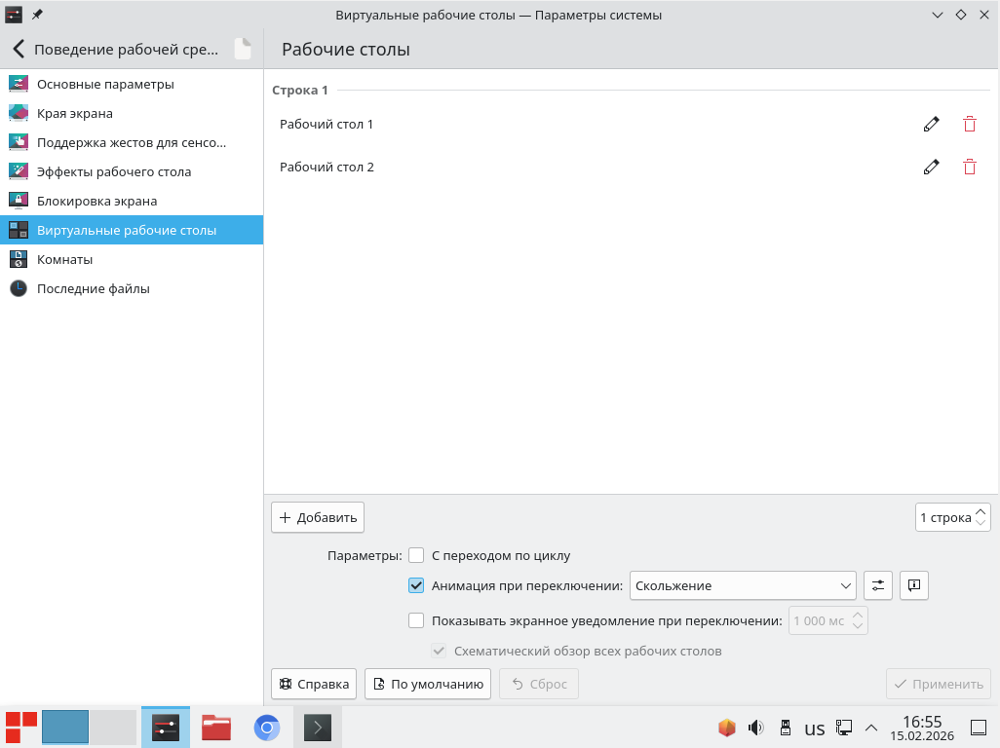 Виртуальные рабочие столы — Параметры системы
Поведение рабочей сре...
Рабочие столы
Основные параметры
Края экрана
Поддержка жестов для сенсо...
Эффекты рабочего стола
Блокировка экрана
Виртуальные рабочие столы
Комнаты
Последние файлы
Строка 1
Рабочий стол 1
Рабочий стол 2
Добавить
1 строка
Параметры:
С переходом по циклу
Анимация при переключении:
Скольжение
Показывать экранное уведомление при переключении:
1 000 мс
Схематический обзор всех рабочих столов
Справка
По умолчанию
Сброс
Применить
us
16:55
15.02.2026